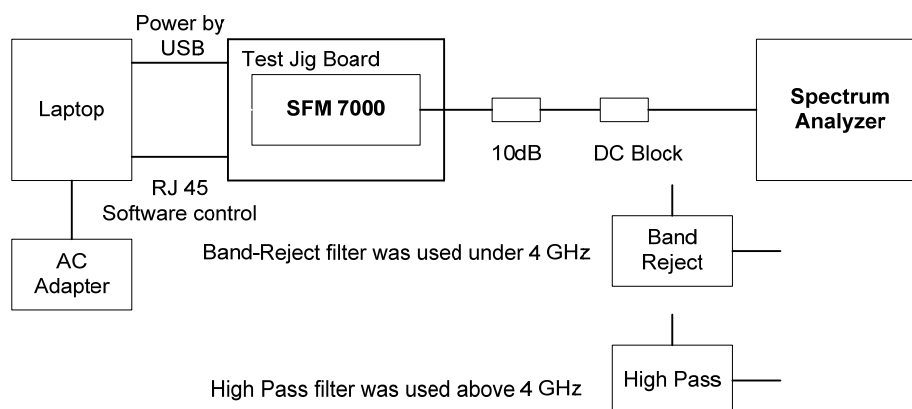 Power by
USB
Laptop
Test Jig Board
SFM 7000
Spectrum
Analyzer
10dB
DC Block
RJ 45
Software control
AC
Adapter
Band-Reject filter was used under 4 GHz
Band
Reject
High Pass filter was used above 4 GHz
High Pass